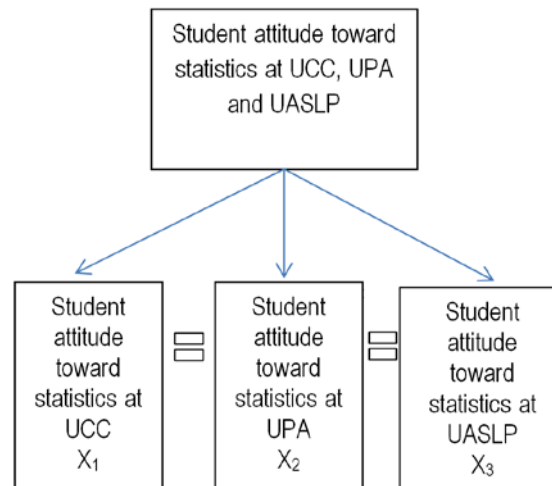 Student attitude toward
statistics at UCC, UPA
and UASLP
Student
attitude
toward
statistics at
UCC
X₁
=
Student
attitude
toward
statistics at
UPA
X₂
=
Student
attitude
toward
statistics at
UASLP
X₃